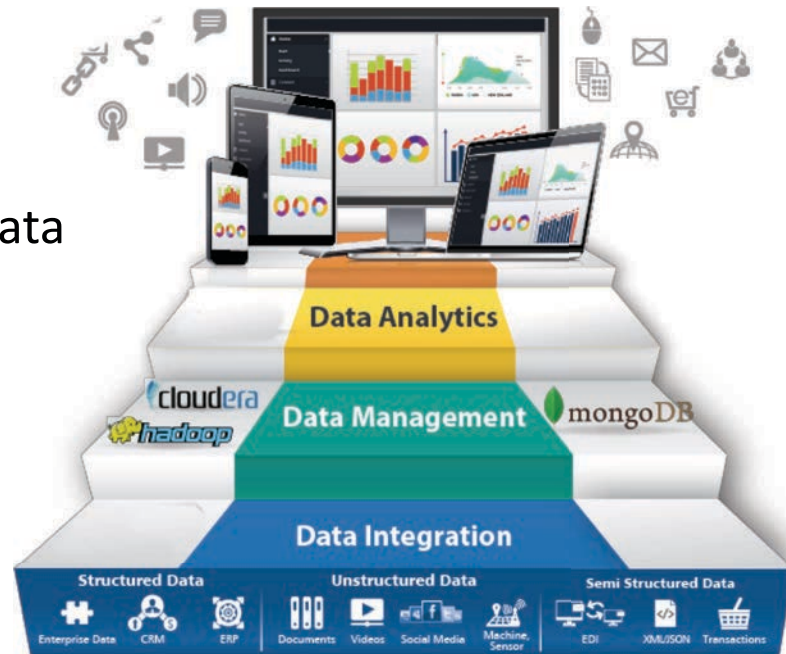 ata
Data Analytics
cloudera
hadoop
Data Management
mongoDB
Data Integration
Structured Data
Unstructured Data
Semi Structured Data
Enterprise Data
CRM
ERP
Documents
Videos
Social Media
Machine,
Sensor
EDI
XML/JSON
Transactions